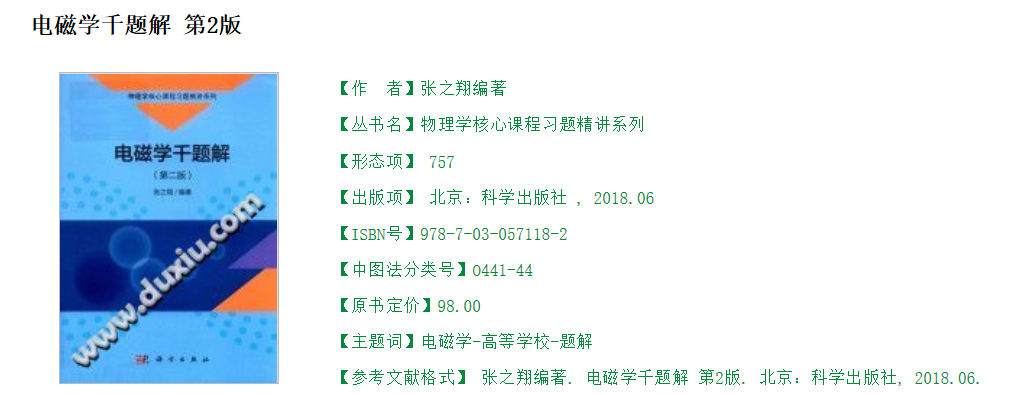 电磁学千题解 第2版
物理学核心课程习题精讲系列
电磁学千题解
（第二版）
张之翔/编著
www.duxiu.com
科学出版社
【作　者】张之翔编著
【丛书名】物理学核心课程习题精讲系列
【形态项】 757
【出版项】 北京：科学出版社 , 2018.06
【ISBN号】978-7-03-057118-2
【中图法分类号】O441-44
【原书定价】98.00
【主题词】电磁学-高等学校-题解
【参考文献格式】 张之翔编著. 电磁学千题解 第2版. 北京：科学出版社, 2018.06.